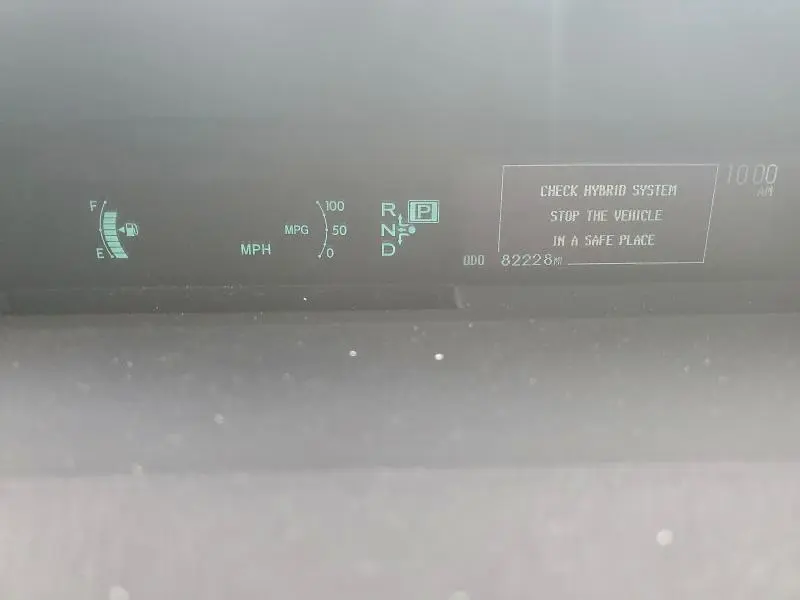 F
E
MPH
MPG
100
50
0
R P
N
D
CHECK HYBRID SYSTEM
STOP THE VEHICLE
IN A SAFE PLACE
ODO 82228MI
10:00
AM